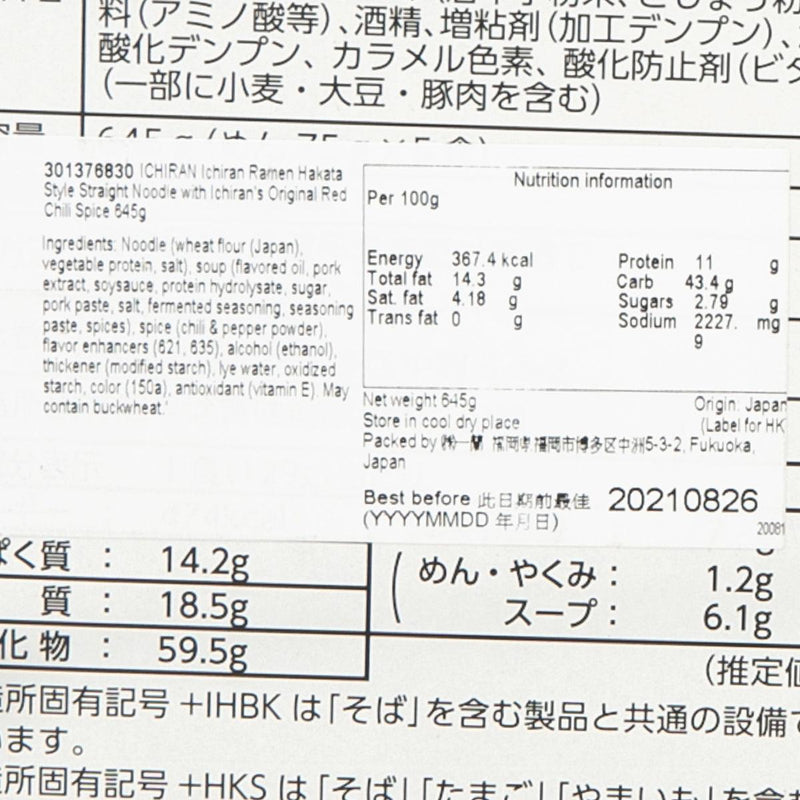 料(アミノ酸等)、酒精、増粘剤(加工デンプン)、
酸化デンプン、カラメル色素、酸化防止剤(ビタ
(一部に小麦・大豆・豚肉を含む)
301376830 ICHIRAN Ichiran Ramen Hakata
Style Straight Noodle with Ichiran's Original Red
Chili Spice 645g
Ingredients: Noodle (wheat flour (Japan),
vegetable protein, salt), soup (flavored oil, pork
extract, soysauce, protein hydrolysate, sugar,
pork paste, salt, fermented seasoning, seasoning
paste, spices), spice (chili & pepper powder),
flavor enhancers (621, 635), alcohol (ethanol),
thickener (modified starch), lye water, oxidized
starch, color (150a), antioxidant (vitamin E). May
contain buckwheat.'
Nutrition information
Per 100g
Energy 367.4 kcal
Total fat 14.3 g
Sat. fat 4.18 g
Trans fat 0 g
Protein 11 g
Carb 43.4 g
Sugars 2.79 g
Sodium 2227. mg
9
Net weight 645g
Origin: Japan
Store in cool dry place
(Label for HK
Packed by ㈱一蘭 福岡県福岡市博多区中洲5-3-2, Fukuoka,
Japan
Best before 此日期前最佳 20210826
(YYYYMMDD 年月日)
20081
ぱく質 : 14.2g
質 : 18.5g
化物 : 59.5g
めん・やくみ : 1.2g
スープ : 6.1g
(推定値
造所固有記号 +IHBK は「そば」を含む製品と共通の設備で
います。
造所固有記号 +HKS は「そば」「たまご」「やまいも」を含む